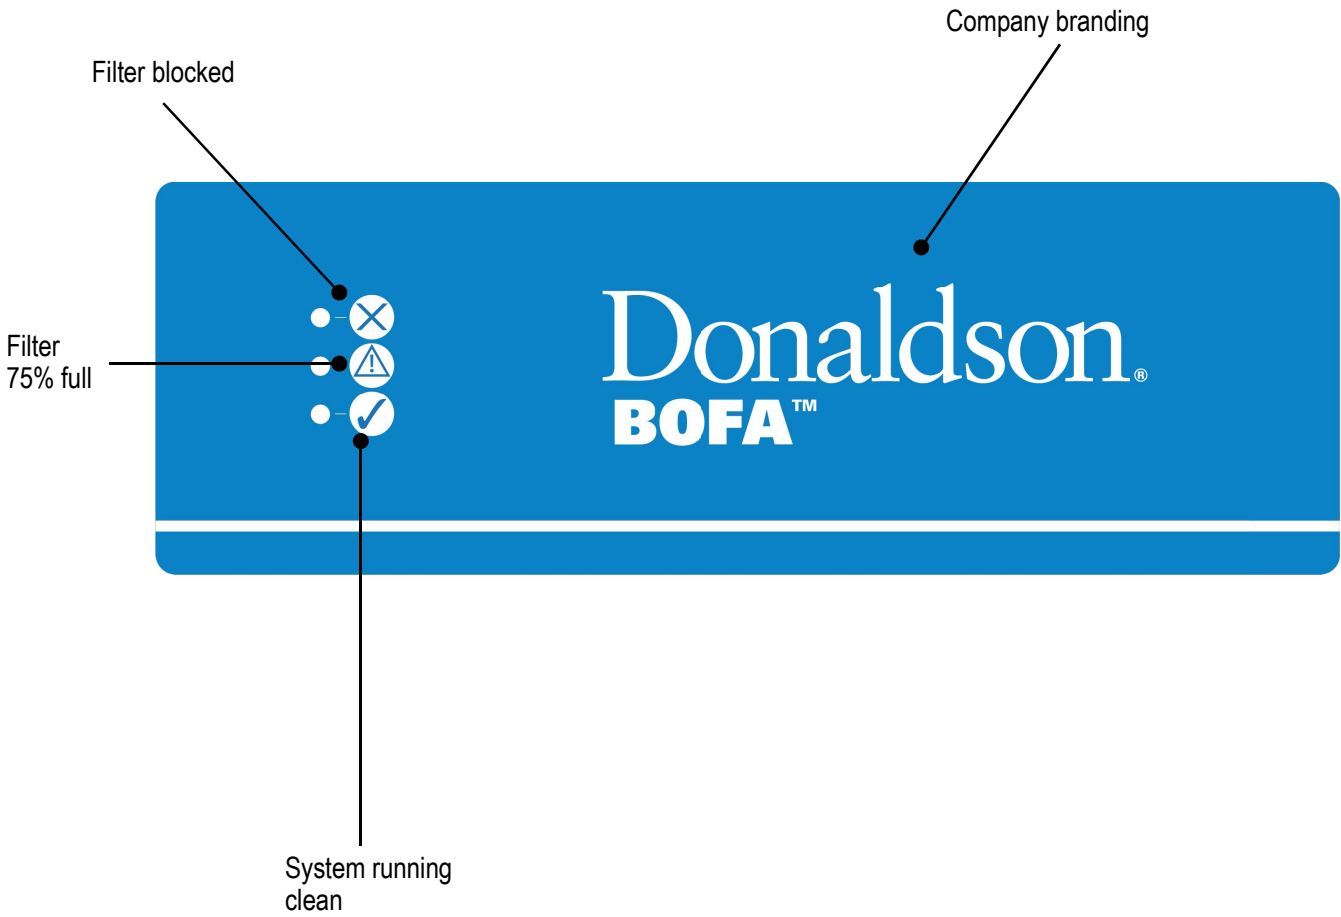 Company branding
Filter blocked
Filter
75% full
Donaldson®
BOFA™
System running
clean